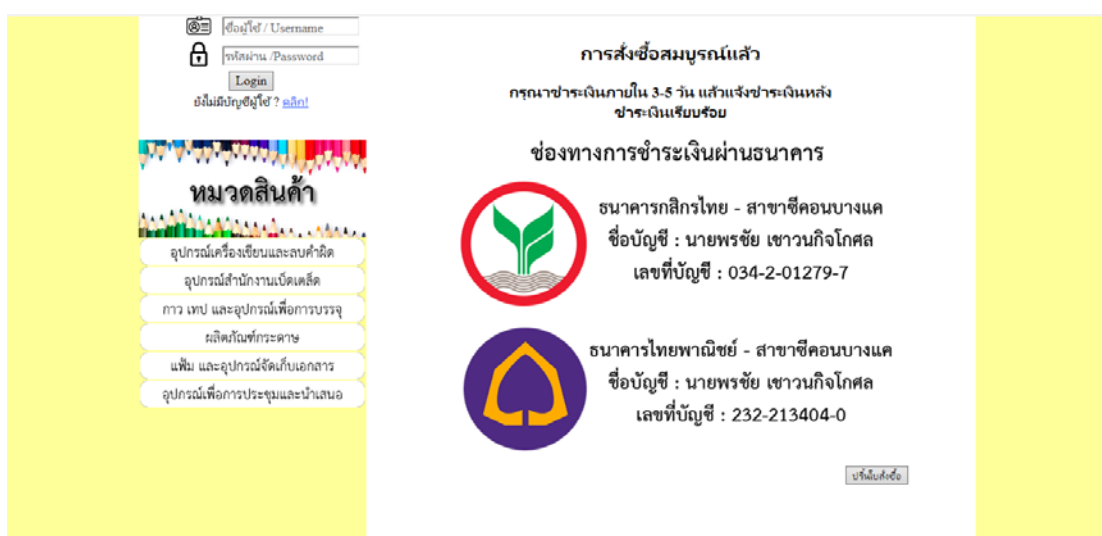 ชื่อผู้ใช้ / Username
รหัสผ่าน /Password
Login
ยังไม่มีบัญชีผู้ใช้ ? คลิก!
หมวดสินค้า
อุปกรณ์เครื่องเขียนและลบคำผิด
อุปกรณ์สำนักงานเบ็ดเตล็ด
กาว เทป และอุปกรณ์เพื่อการบรรจุ
ผลิตภัณฑ์กระดาษ
แฟ้ม และอุปกรณ์จัดเก็บเอกสาร
อุปกรณ์เพื่อการประชุมและนำเสนอ
การสั่งซื้อสมบูรณ์แล้ว
กรุณาชำระเงินภายใน 3-5 วัน แล้วแจ้งชำระเงินหลัง
ชำระเงินเรียบร้อย
ช่องทางการชำระเงินผ่านธนาคาร
ธนาคารกสิกรไทย - สาขาซีคอนบางแค
ชื่อบัญชี : นายพรชัย เชาวนกิจโกศล
เลขที่บัญชี : 034-2-01279-7
ธนาคารไทยพาณิชย์ - สาขาซีคอนบางแค
ชื่อบัญชี : นายพรชัย เชาวนกิจโกศล
เลขที่บัญชี : 232-213404-0
ปริ้นใบสั่งซื้อ